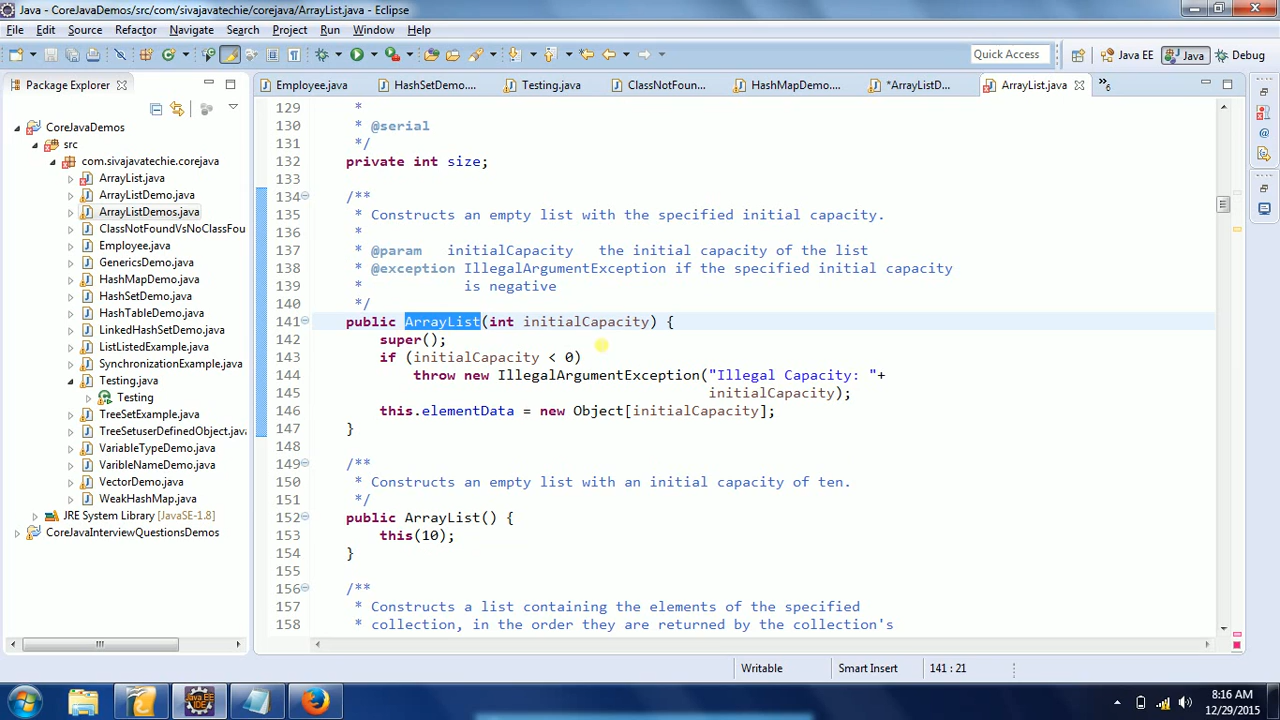 Java - CoreJavaDemos/src/com/sivajavatechie/corejava/ArrayList.java - Eclipse
File Edit Source Refactor Navigate Search Project Run Window Help
Quick Access Java EE Java Debug
Package Explorer
Employee.java HashSetDemo.... Testing.java ClassNotFoun... HashMapDemo.... *ArrayListD... ArrayList.java »6
CoreJavaDemos
src
com.sivajavatechie.corejava
ArrayList.java
ArrayListDemo.java
ArrayListDemos.java
ClassNotFoundVsNoClassFou
Employee.java
GenericsDemo.java
HashMapDemo.java
HashSetDemo.java
HashTableDemo.java
LinkedHashSetDemo.java
ListListedExample.java
SynchronizationExample.java
Testing.java
Testing
TreeSetExample.java
TreeSetuserDefinedObject.java
VariableTypeDemo.java
VaribleNameDemo.java
VectorDemo.java
WeakHashMap.java
JRE System Library [JavaSE-1.8]
CoreJavaInterviewQuestionsDemos
129 *
130 * @serial
131 */
132 private int size;
133
134 /**
135 * Constructs an empty list with the specified initial capacity.
136 *
137 * @param initialCapacity the initial capacity of the list
138 * @exception IllegalArgumentException if the specified initial capacity
139 * is negative
140 */
141 public ArrayList(int initialCapacity) {
142 super();
143 if (initialCapacity < 0)
144 throw new IllegalArgumentException("Illegal Capacity: "+
145 initialCapacity);
146 this.elementData = new Object[initialCapacity];
147 }
148
149 /**
150 * Constructs an empty list with an initial capacity of ten.
151 */
152 public ArrayList() {
153 this(10);
154 }
155
156 /**
157 * Constructs a list containing the elements of the specified
158 * collection, in the order they are returned by the collection's
Writable Smart Insert 141 : 21
Java EE IDE
8:16 AM
12/29/2015